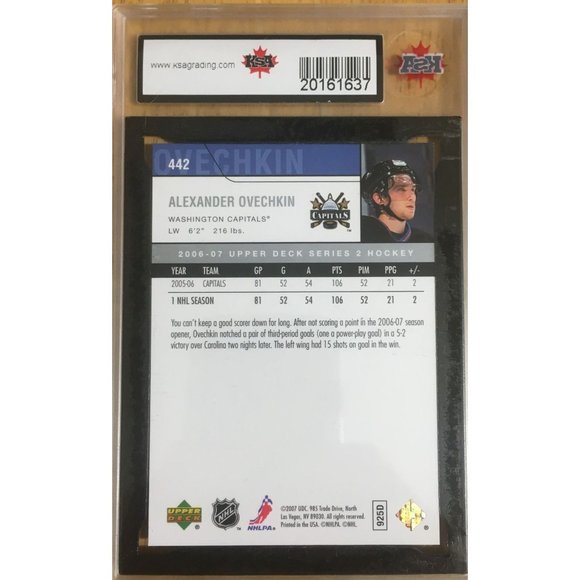 www.ksagrading.com
KSA
20161637
KSA
OVECHKIN
442
ALEXANDER OVECHKIN
WASHINGTON CAPITALS®
LW 6'2" 216 lbs.
CAPITALS
TM
2006-07 UPPER DECK SERIES 2 HOCKEY
YEAR TEAM GP G A PTS PIM PPG +/-
2005-06 CAPITALS 81 52 54 106 52 21 2
1 NHL SEASON 81 52 54 106 52 21 2
You can't keep a good scorer down for long. After not scoring a point in the 2006-07 season
opener, Ovechkin notched a pair of third-period goals (one a power-play goal) in a 5-2
victory over Carolina two nights later. The left wing had 15 shots on goal in the win.
UPPER DECK
NHL
NHLPA
©2007 UDC. 985 Trade Drive, North
Las Vegas, NV 89030. All rights reserved.
Printed in the USA. ©NHLPA. ©NHL.
925D